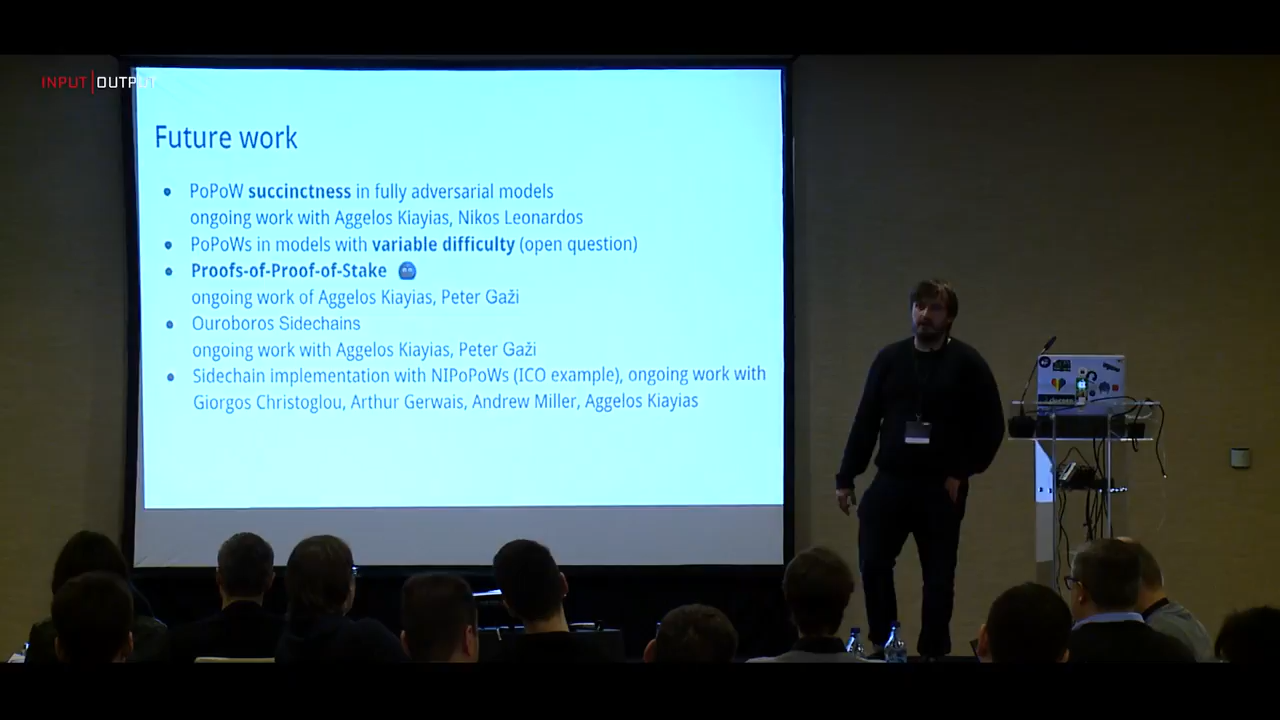 INPUT|OUTPUT
Future work
PoPoW succinctness in fully adversarial models
ongoing work with Aggelos Kiayias, Nikos Leonardos
PoPoWs in models with variable difficulty (open question)
Proofs-of-Proof-of-Stake
ongoing work of Aggelos Kiayias, Peter Gaži
Ouroboros Sidechains
ongoing work with Aggelos Kiayias, Peter Gaži
Sidechain implementation with NIPoPoWs (ICO example), ongoing work with
Giorgos Christoglou, Arthur Gerwais, Andrew Miller, Aggelos Kiayias